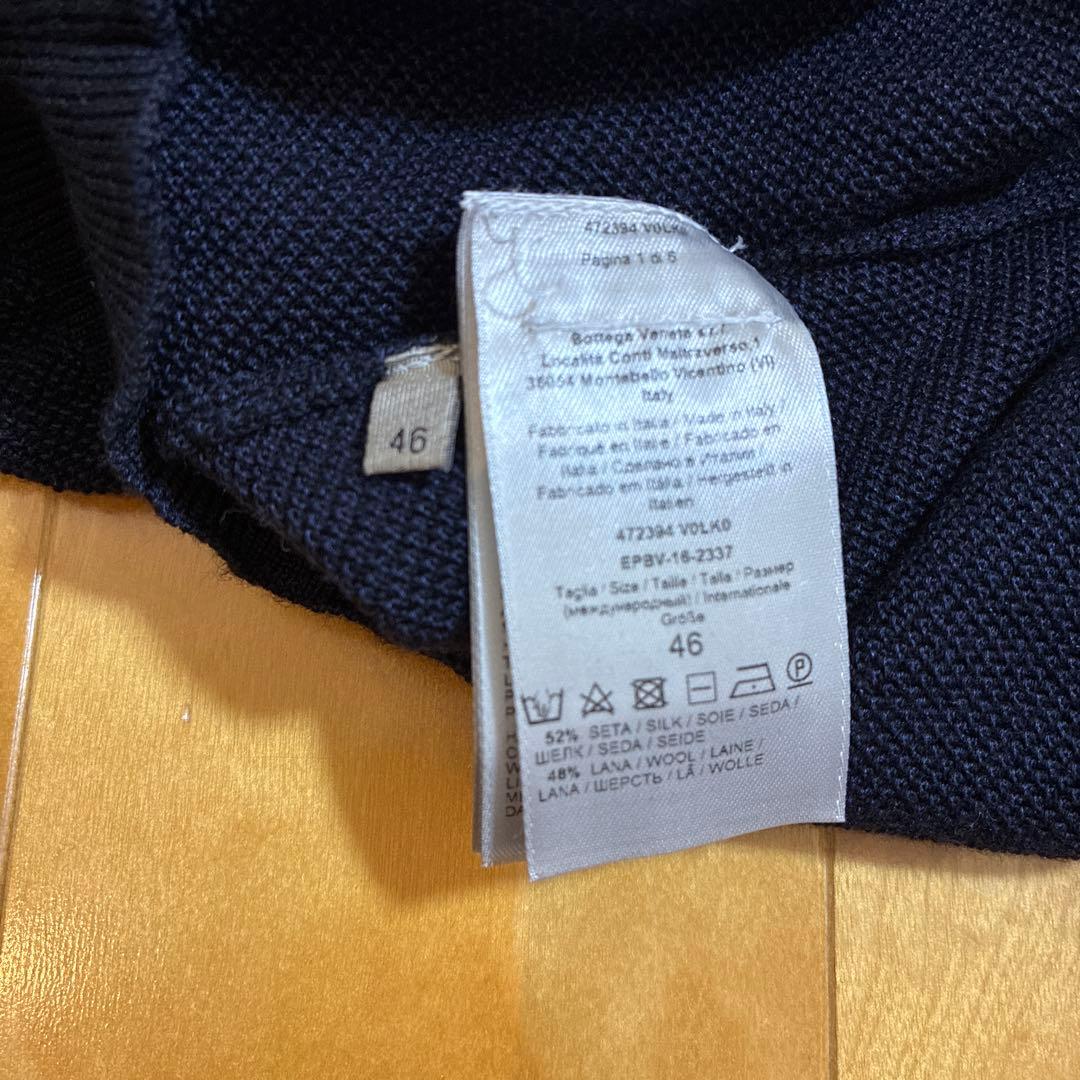 472394 V0LK0
Pagina 1 di 6
Bottega Veneta s.r.l.
Località Conti Maltraverso,1
36054 Montebello Vicentino (VI)
Italy
Fabbricato in Italia / Made in Italy /
Fabriqué en Italie / Fabricado en
Italia / Сделано в Италии /
Fabricado em Itália / Hergestellt in
Italien
472394 V0LK0
EPBV-16-2337
Taglia / Size / Taille / Talla / Размер
(международный) / Internationale
Größe
46
P
52% SETA / SILK / SOIE / SEDA /
ШЕЛК / SEDA / SEIDE
48% LANA / WOOL / LAINE /
LANA / ШЕРСТЬ / LÃ / WOLLE
46